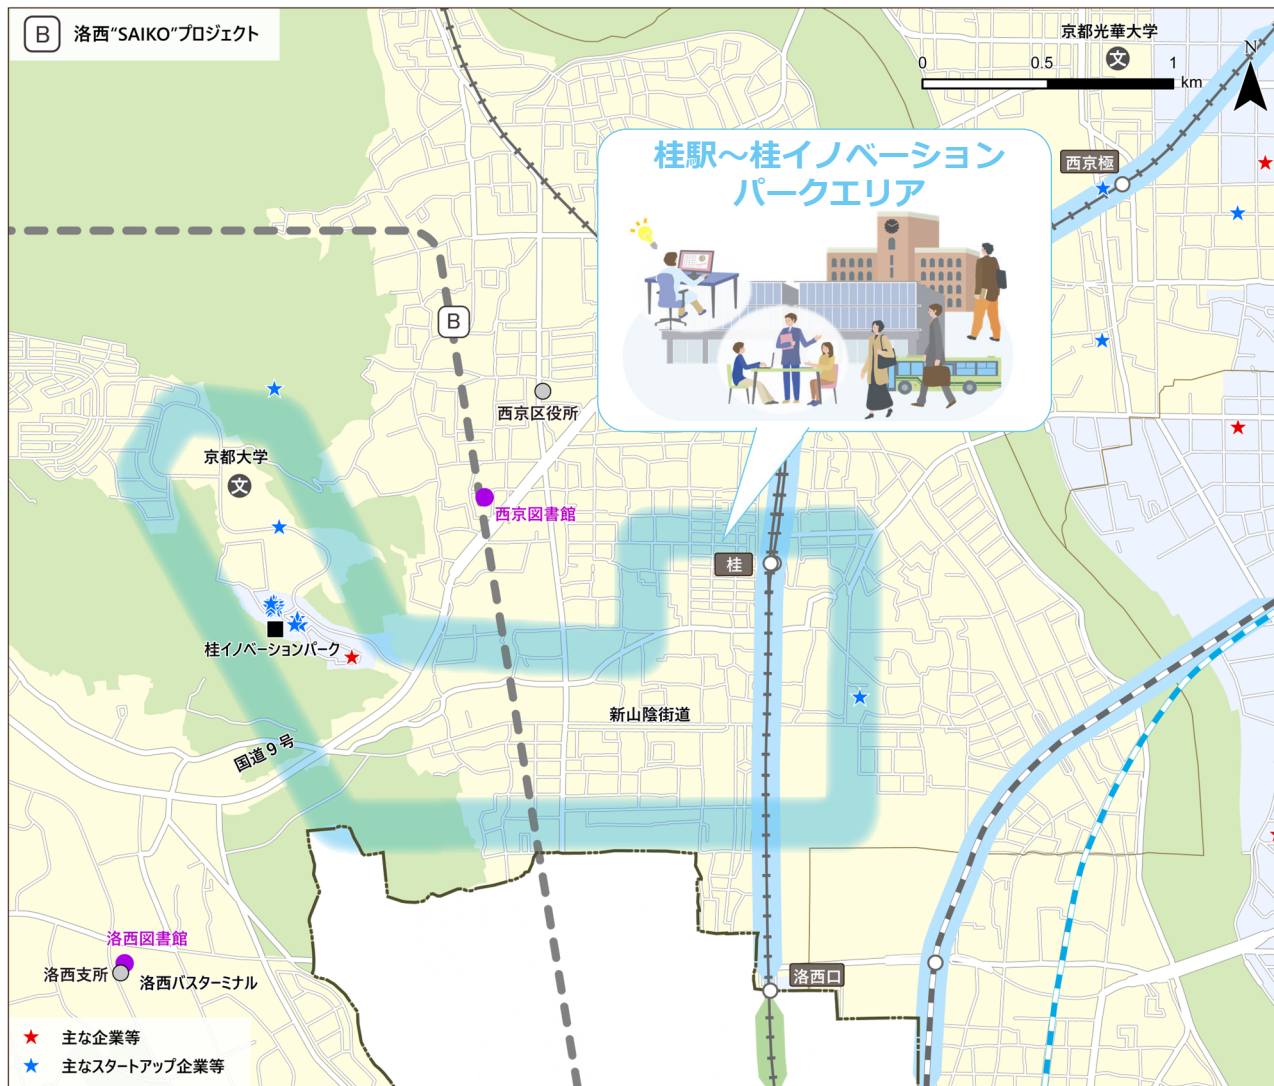 B 洛西“SAIKO”プロジェクト
京都光華大学
文
N
0 0.5 1
km
桂駅～桂イノベーション
パークエリア
西京極
B
西京区役所
京都大学
文
西京図書館
桂
桂イノベーションパーク
新山陰街道
国道9号
洛西図書館
洛西支所
洛西バスターミナル
洛西口
主な企業等
主なスタートアップ企業等